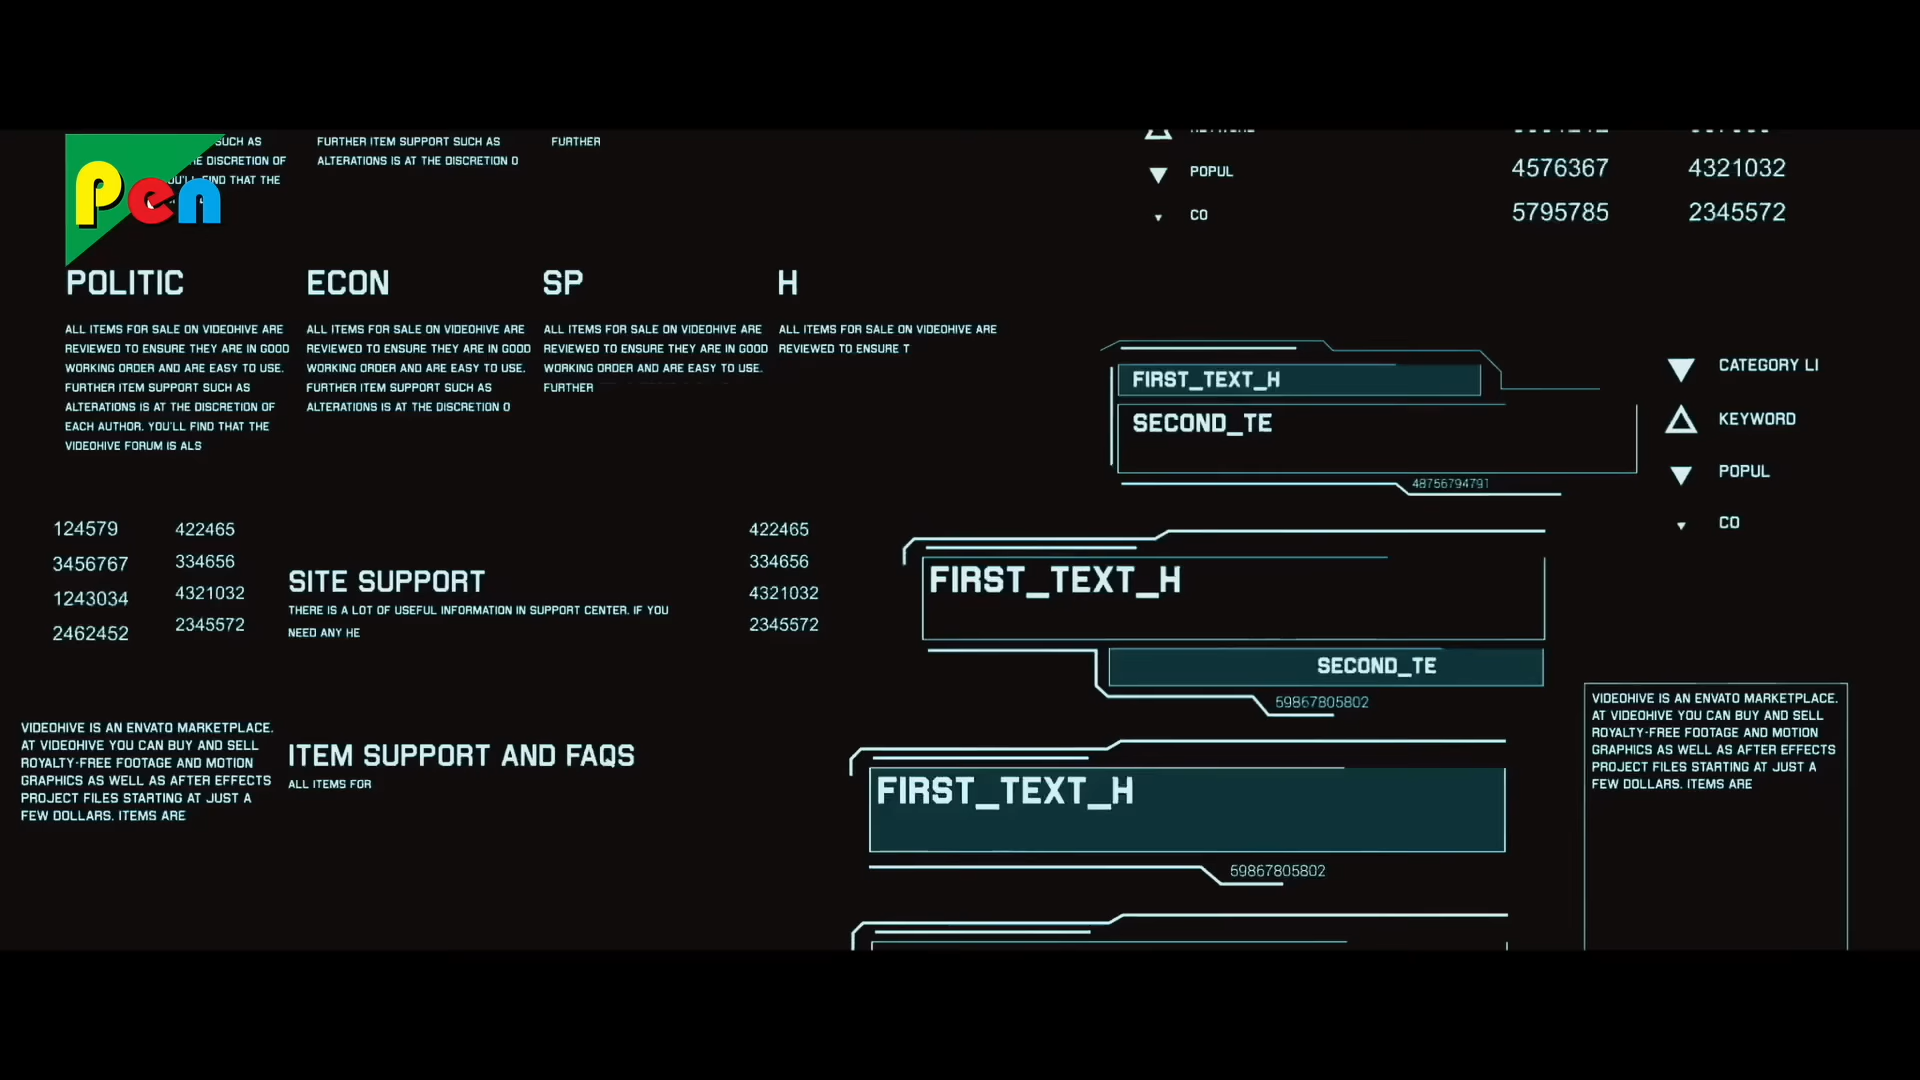 SUCH AS
HE DISCRETION OF
FIND THAT THE
FURTHER ITEM SUPPORT SUCH AS
ALTERATIONS IS AT THE DISCRETION O
FURTHER
Pen
POPUL
4576367
4321032
CO
5795785
2345572
POLITIC
ALL ITEMS FOR SALE ON VIDEOHIVE ARE
REVIEWED TO ENSURE THEY ARE IN GOOD
WORKING ORDER AND ARE EASY TO USE.
FURTHER ITEM SUPPORT SUCH AS
ALTERATIONS IS AT THE DISCRETION OF
EACH AUTHOR. YOU'LL FIND THAT THE
VIDEOHIVE FORUM IS ALS
ECON
ALL ITEMS FOR SALE ON VIDEOHIVE ARE
REVIEWED TO ENSURE THEY ARE IN GOOD
WORKING ORDER AND ARE EASY TO USE.
FURTHER ITEM SUPPORT SUCH AS
ALTERATIONS IS AT THE DISCRETION O
SP
ALL ITEMS FOR SALE ON VIDEOHIVE ARE
REVIEWED TO ENSURE THEY ARE IN GOOD
WORKING ORDER AND ARE EASY TO USE.
FURTHER
H
ALL ITEMS FOR SALE ON VIDEOHIVE ARE
REVIEWED TO ENSURE T
FIRST_TEXT_H
SECOND_TE
48756794791
CATEGORY LI
KEYWORD
POPUL
CO
124579
3456767
1243034
2462452
422465
334656
4321032
2345572
SITE SUPPORT
THERE IS A LOT OF USEFUL INFORMATION IN SUPPORT CENTER. IF YOU
NEED ANY HE
422465
334656
4321032
2345572
FIRST_TEXT_H
SECOND_TE
59867805802
VIDEOHIVE IS AN ENVATO MARKETPLACE.
AT VIDEOHIVE YOU CAN BUY AND SELL
ROYALTY-FREE FOOTAGE AND MOTION
GRAPHICS AS WELL AS AFTER EFFECTS
PROJECT FILES STARTING AT JUST A
FEW DOLLARS. ITEMS ARE
ITEM SUPPORT AND FAQS
ALL ITEMS FOR
FIRST_TEXT_H
59867805802
VIDEOHIVE IS AN ENVATO MARKETPLACE.
AT VIDEOHIVE YOU CAN BUY AND SELL
ROYALTY-FREE FOOTAGE AND MOTION
GRAPHICS AS WELL AS AFTER EFFECTS
PROJECT FILES STARTING AT JUST A
FEW DOLLARS. ITEMS ARE